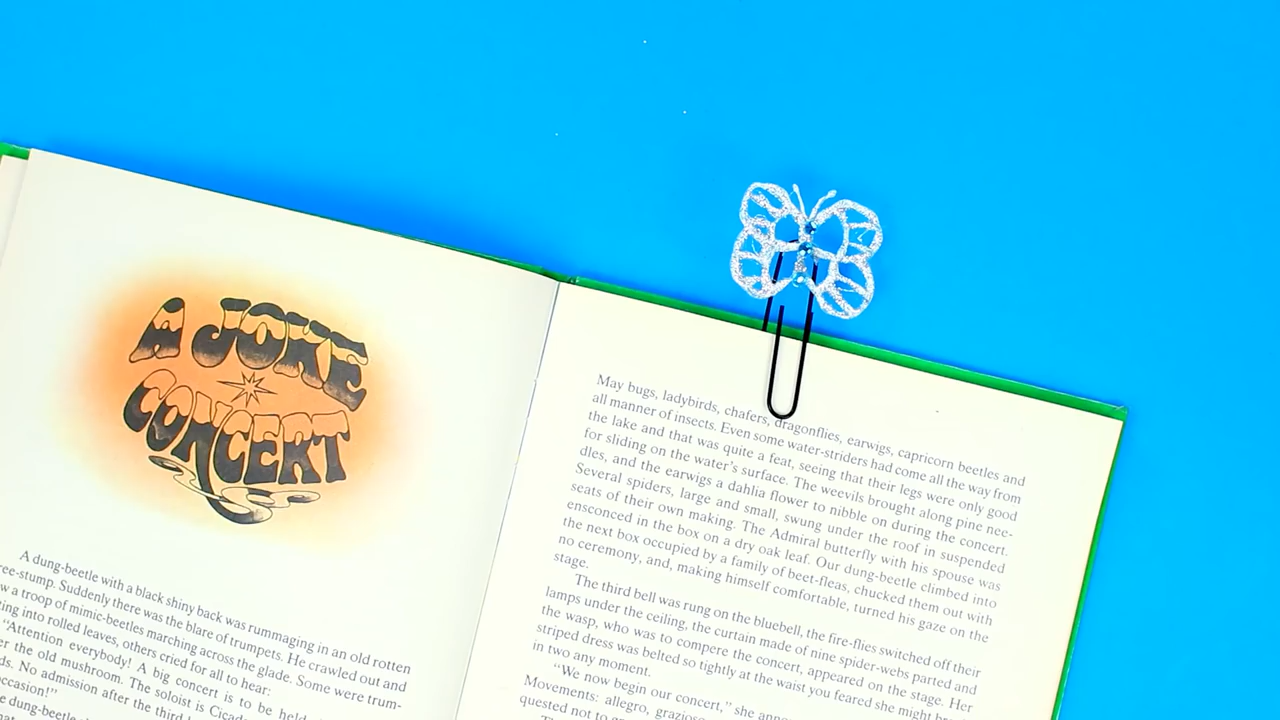 A JOKE
CONCERT
A dung-beetle with a black shiny back was rummaging in an old rotten
ree-stump. Suddenly there was the blare of trumpets. He crawled out and
w a troop of mimic-beetles marching across the glade. Some were trum-
ting into rolled leaves, others cried for all to hear:
"Attention everybody! A big concert is to be held
er the old mushroom. The soloist is Cicad
ds. No admission after the third
occasion!"
e dung-beetle
May bugs, ladybirds, chafers, dragonflies, earwigs, capricorn beetles and
all manner of insects. Even some water-striders had come all the way from
the lake and that was quite a feat, seeing that their legs were only good
for sliding on the water's surface. The weevils brought along pine nee-
dles, and the earwigs a dahlia flower to nibble on during the concert.
Several spiders, large and small, swung under the roof in suspended
seats of their own making. The Admiral butterfly with his spouse was
ensconced in the box on a dry oak leaf. Our dung-beetle climbed into
the next box occupied by a family of beet-fleas, chucked them out with
no ceremony, and, making himself comfortable, turned his gaze on the
stage.
The third bell was rung on the bluebell, the fire-flies switched off their
lamps under the ceiling, the curtain made of nine spider-webs parted and
the wasp, who was to compere the concert, appeared on the stage. Her
striped dress was belted so tightly at the waist you feared she might
in two any moment.
"We now begin our concert," she
Movements: allegro,
quested not to